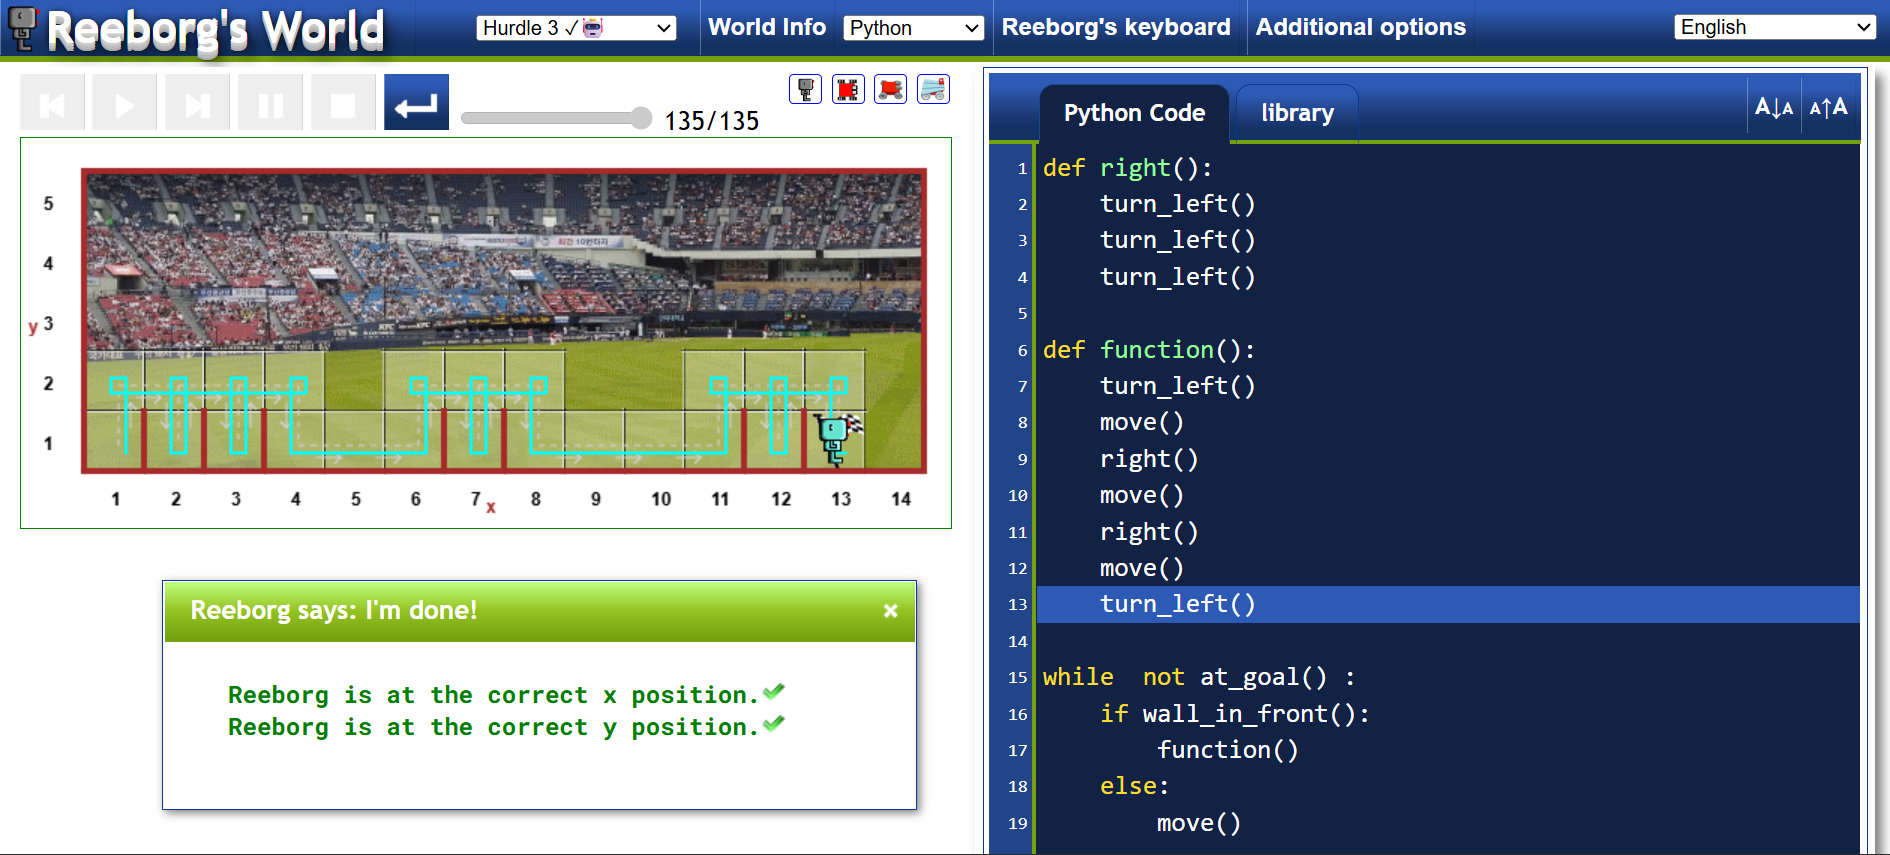 Reeborg's World
Hurdle 3 ✓
World Info
Python
Reeborg's keyboard
Additional options
English
135/135
5
4
y 3
2
1
1 2 3 4 5 6 7 8 9 10 11 12 13 14
x
Reeborg says: I'm done!
×
Reeborg is at the correct x position.
Reeborg is at the correct y position.
Python Code
library
A↓A
A↑A
1 def right():
2     turn_left()
3     turn_left()
4     turn_left()
5
6 def function():
7     turn_left()
8     move()
9     right()
10     move()
11     right()
12     move()
13     turn_left()
14
15 while  not at_goal() :
16     if wall_in_front():
17         function()
18     else:
19         move()